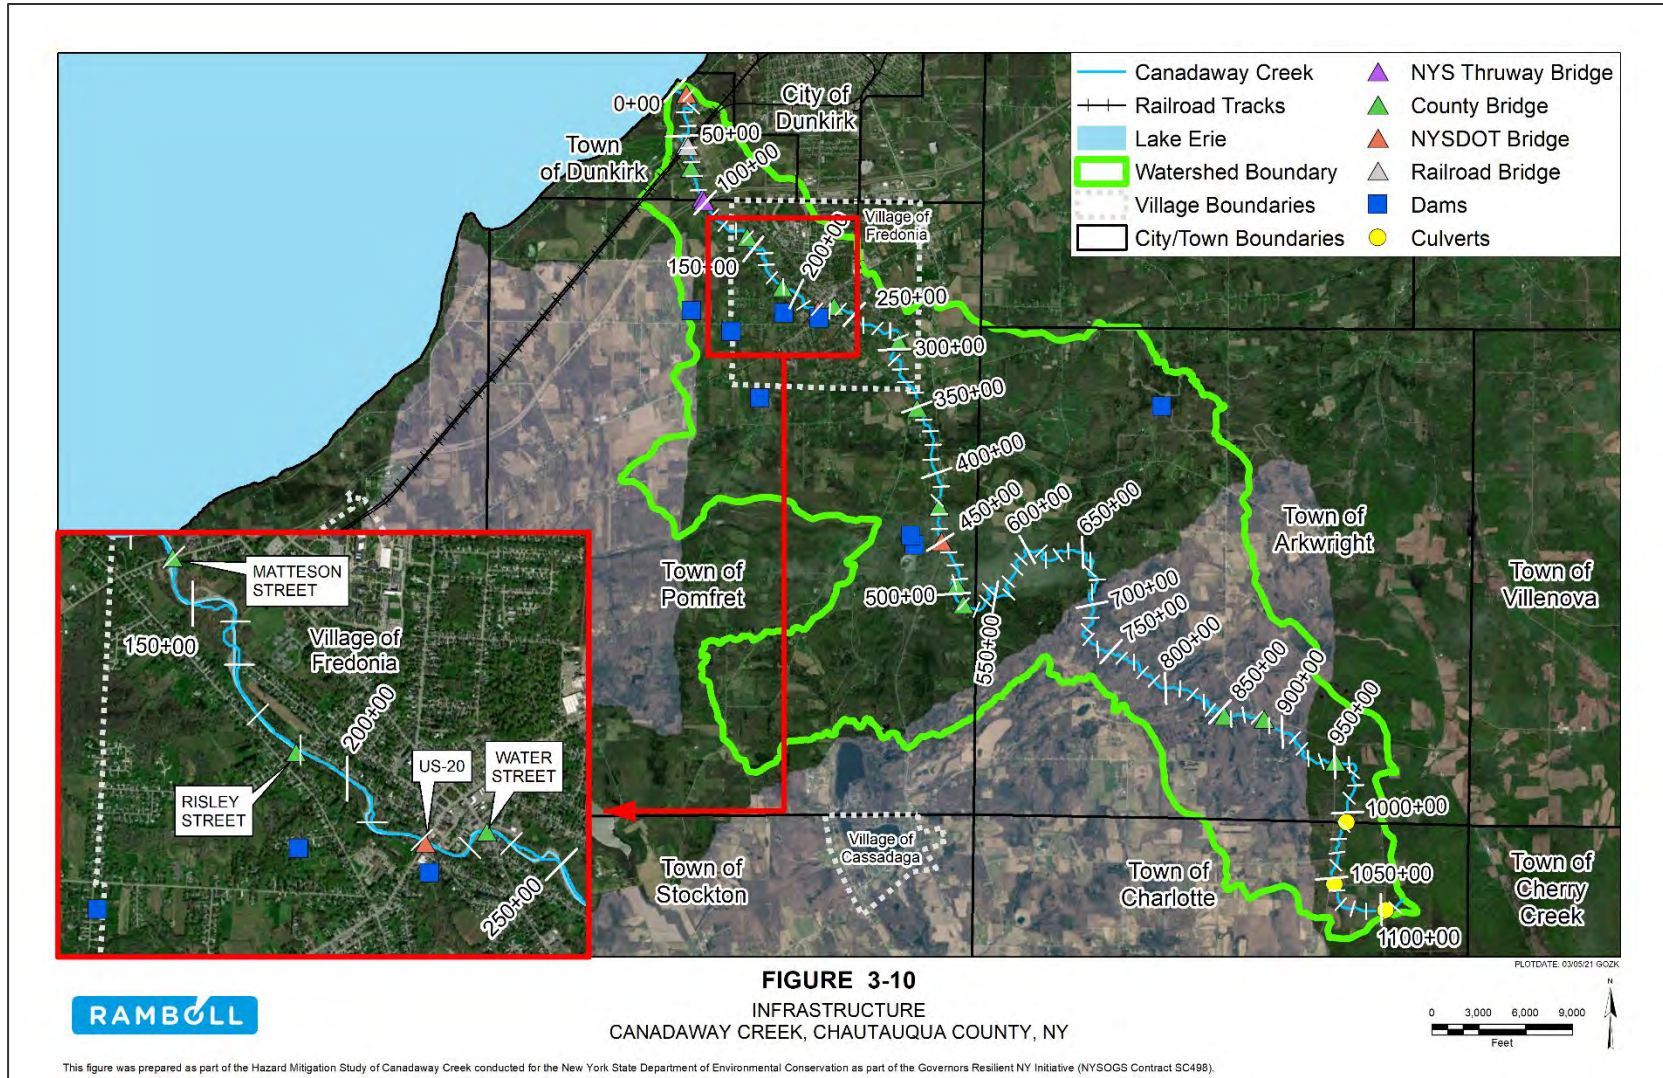 Canadaway Creek
Railroad Tracks
Lake Erie
Watershed Boundary
Village Boundaries
City/Town Boundaries
NYS Thruway Bridge
County Bridge
NYSDOT Bridge
Railroad Bridge
Dams
Culverts
0+00
City of
Dunkirk
Town
of Dunkirk
50+00
100+00
Village of
Fredonia
150+00
200+00
250+00
300+00
350+00
400+00
450+00
500+00
550+00
600+00
650+00
700+00
750+00
800+00
850+00
900+00
950+00
1000+00
1050+00
1100+00
Town of
Pomfret
Town of
Arkwright
Town of
Villenova
Town of
Stockton
Village of
Cassadaga
Town of
Charlotte
Town of
Cherry
Creek
MATTESON
STREET
150+00
Village of
Fredonia
200+00
RISLEY
STREET
US-20
WATER
STREET
250+00
PLOTDATE: 03/05/21 GOZK
RAMBOLL
FIGURE 3-10
INFRASTRUCTURE
CANADAWAY CREEK, CHAUTAUQUA COUNTY, NY
N
0 3,000 6,000 9,000
Feet
This figure was prepared as part of the Hazard Mitigation Study of Canadaway Creek conducted for the New York State Department of Environmental Conservation as part of the Governors Resilient NY Initiative (NYSOGS Contract SC498).